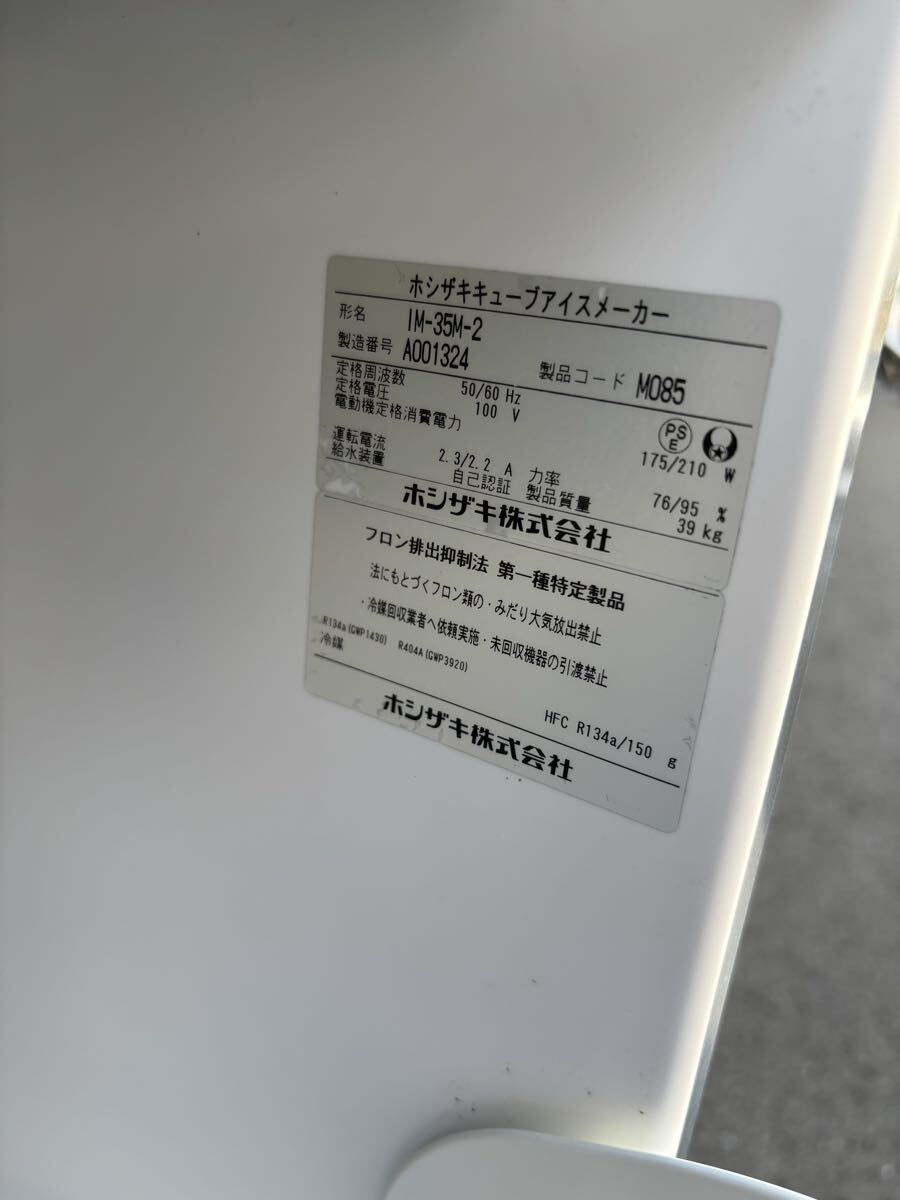 ホシザキキューブアイスメーカー
形名 IM-35M-2
製造番号 A001324 製品コード M085
定格周波数 50/60 Hz
定格電圧 100 V
PS E
電動機定格消費電力 175/210 W
運転電流 2.3/2.2 A 力率 76/95 %
給水装置 自己認証 製品質量 39 kg
ホシザキ株式会社
フロン排出抑制法 第一種特定製品
法にもとづくフロン類の・みだり大気放出禁止
・冷媒回収業者へ依頼実施・未回収機器の引渡禁止
R134a(GWP1430) R404A(GWP3920)
冷媒 HFC R134a/150 g
ホシザキ株式会社